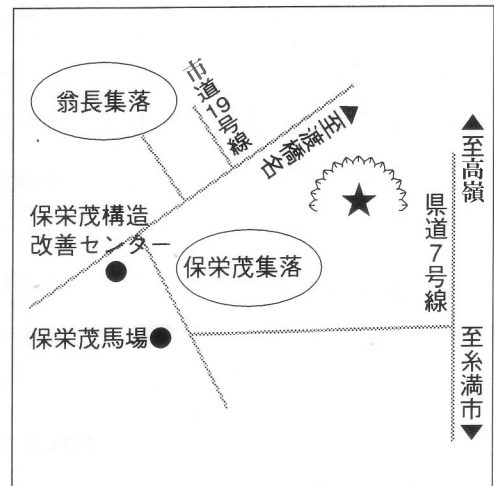 翁長集落
市道19号線
▲至渡橋名
▲至高嶺
県道7号線
保栄茂構造
改善センター
保栄茂集落
保栄茂馬場
至糸満市▼